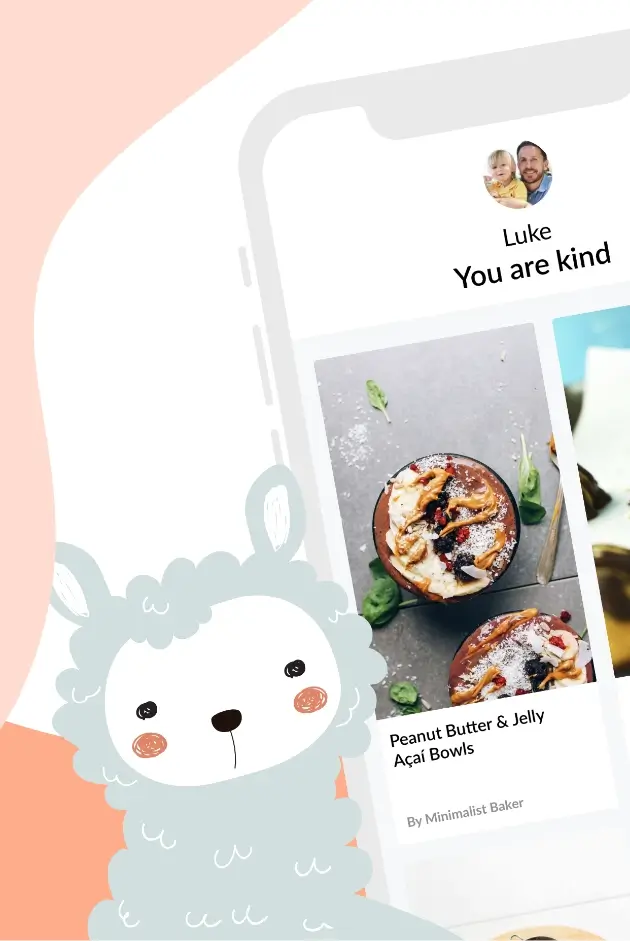 Luke
You are kind
Peanut Butter & Jelly
Açaí Bowls
By Minimalist Baker